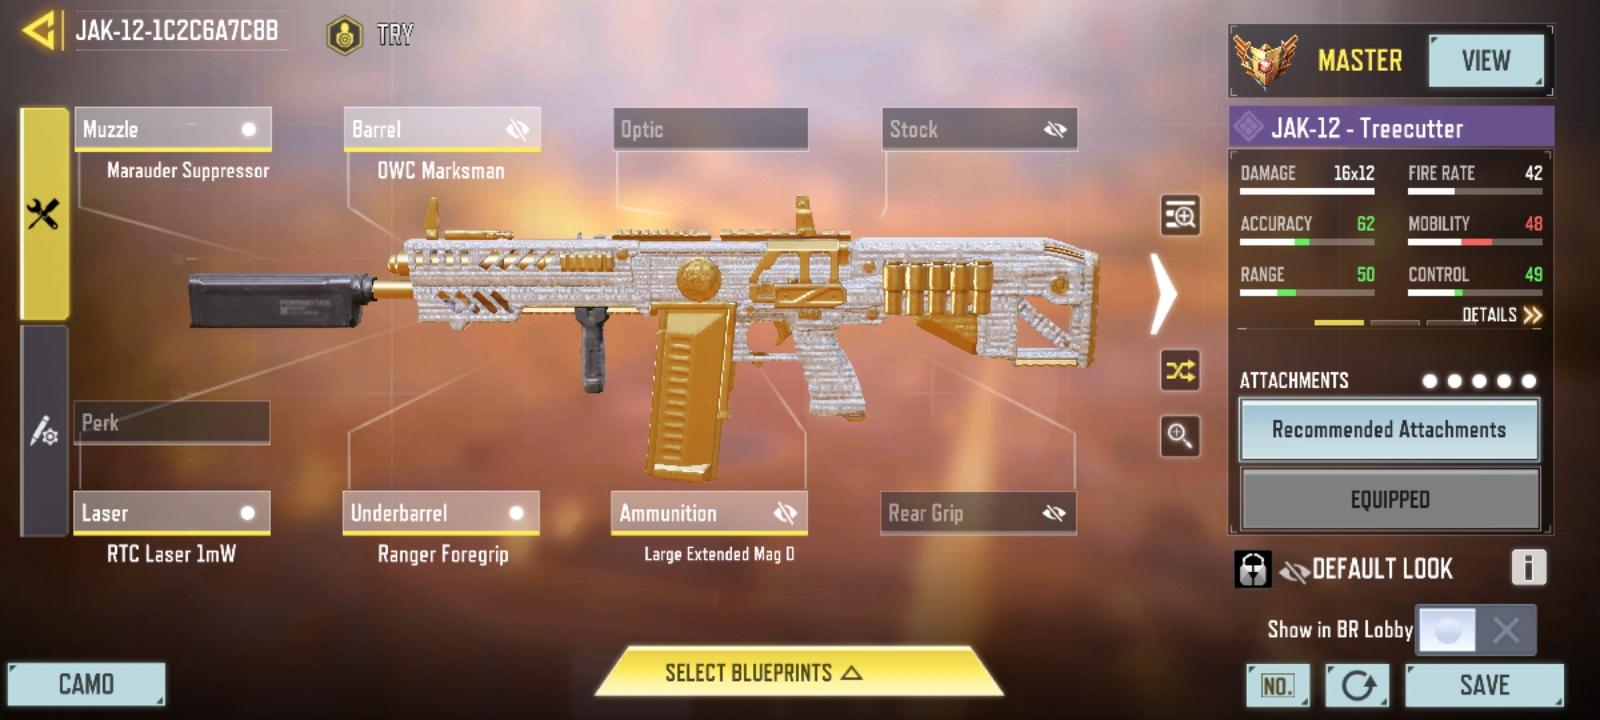 JAK-12-1C2C6A7C8B
TRY
Muzzle
Marauder Suppressor
Barrel
OWC Marksman
Optic
Stock
Perk
Laser
RTC Laser 1mW
Underbarrel
Ranger Foregrip
Ammunition
Large Extended Mag D
Rear Grip
CAMO
SELECT BLUEPRINTS
MASTER
VIEW
JAK-12 - Treecutter
DAMAGE 16x12 FIRE RATE 42
ACCURACY 62 MOBILITY 48
RANGE 50 CONTROL 49
DETAILS
ATTACHMENTS
Recommended Attachments
EQUIPPED
DEFAULT LOOK
Show in BR Lobby
NO.
SAVE